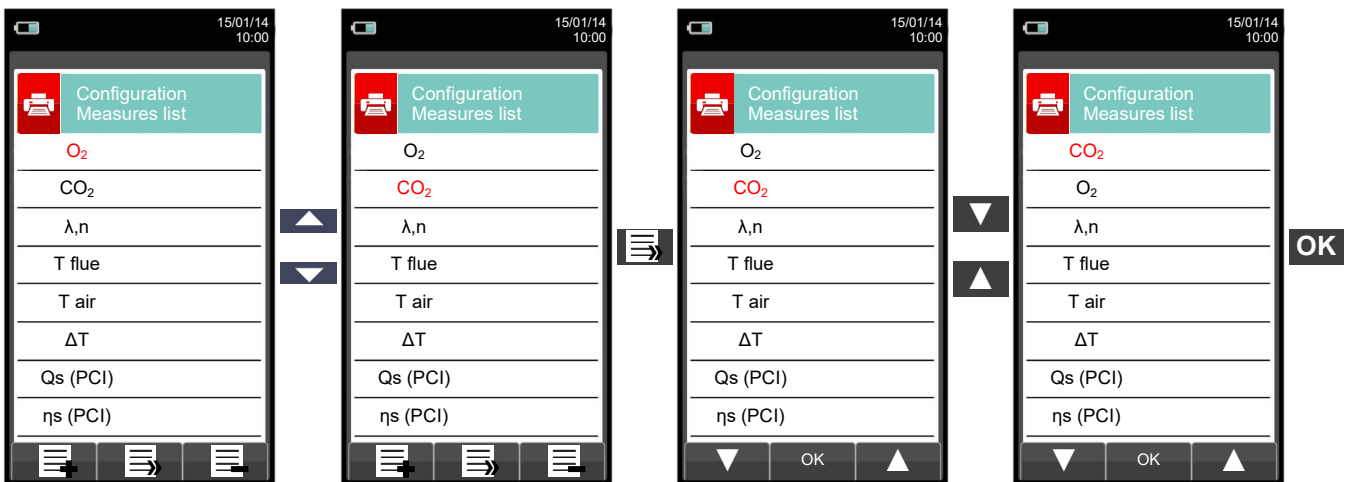 15/01/14
10:00
Configuration
Measures list
O₂
CO₂
λ,n
T flue
T air
ΔT
Qs (PCI)
ηs (PCI)
15/01/14
10:00
Configuration
Measures list
O₂
CO₂
λ,n
T flue
T air
ΔT
Qs (PCI)
ηs (PCI)
15/01/14
10:00
Configuration
Measures list
O₂
CO₂
λ,n
T flue
T air
ΔT
Qs (PCI)
ηs (PCI)
OK
15/01/14
10:00
Configuration
Measures list
CO₂
O₂
λ,n
T flue
T air
ΔT
Qs (PCI)
ηs (PCI)
OK
OK